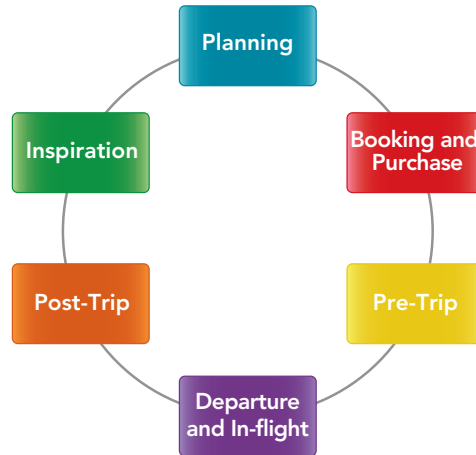 Planning
Inspiration
Booking and
Purchase
Post-Trip
Pre-Trip
Departure
and In-flight